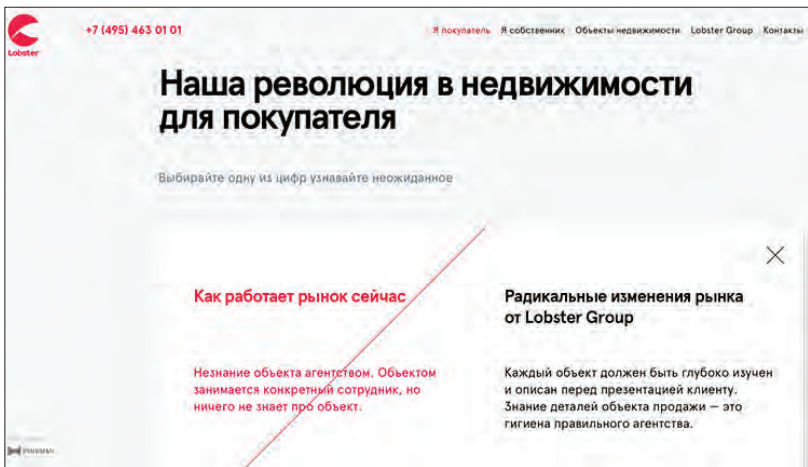 +7 (495) 463 01 01
Я покупатель Я собственник Объекты недвижимости Lobster Group Контакты
Lobster
Наша революция в недвижимости
для покупателя
Выбирайте одну из цифр узнавайте неожиданное
Как работает рынок сейчас
Незнание объекта агентством. Объектом
занимается конкретный сотрудник, но
ничего не знает про объект.
Радикальные изменения рынка
от Lobster Group
Каждый объект должен быть глубоко изучен
и описан перед презентацией клиенту.
Знание деталей объекта продажи — это
гигиена правильного агентства.